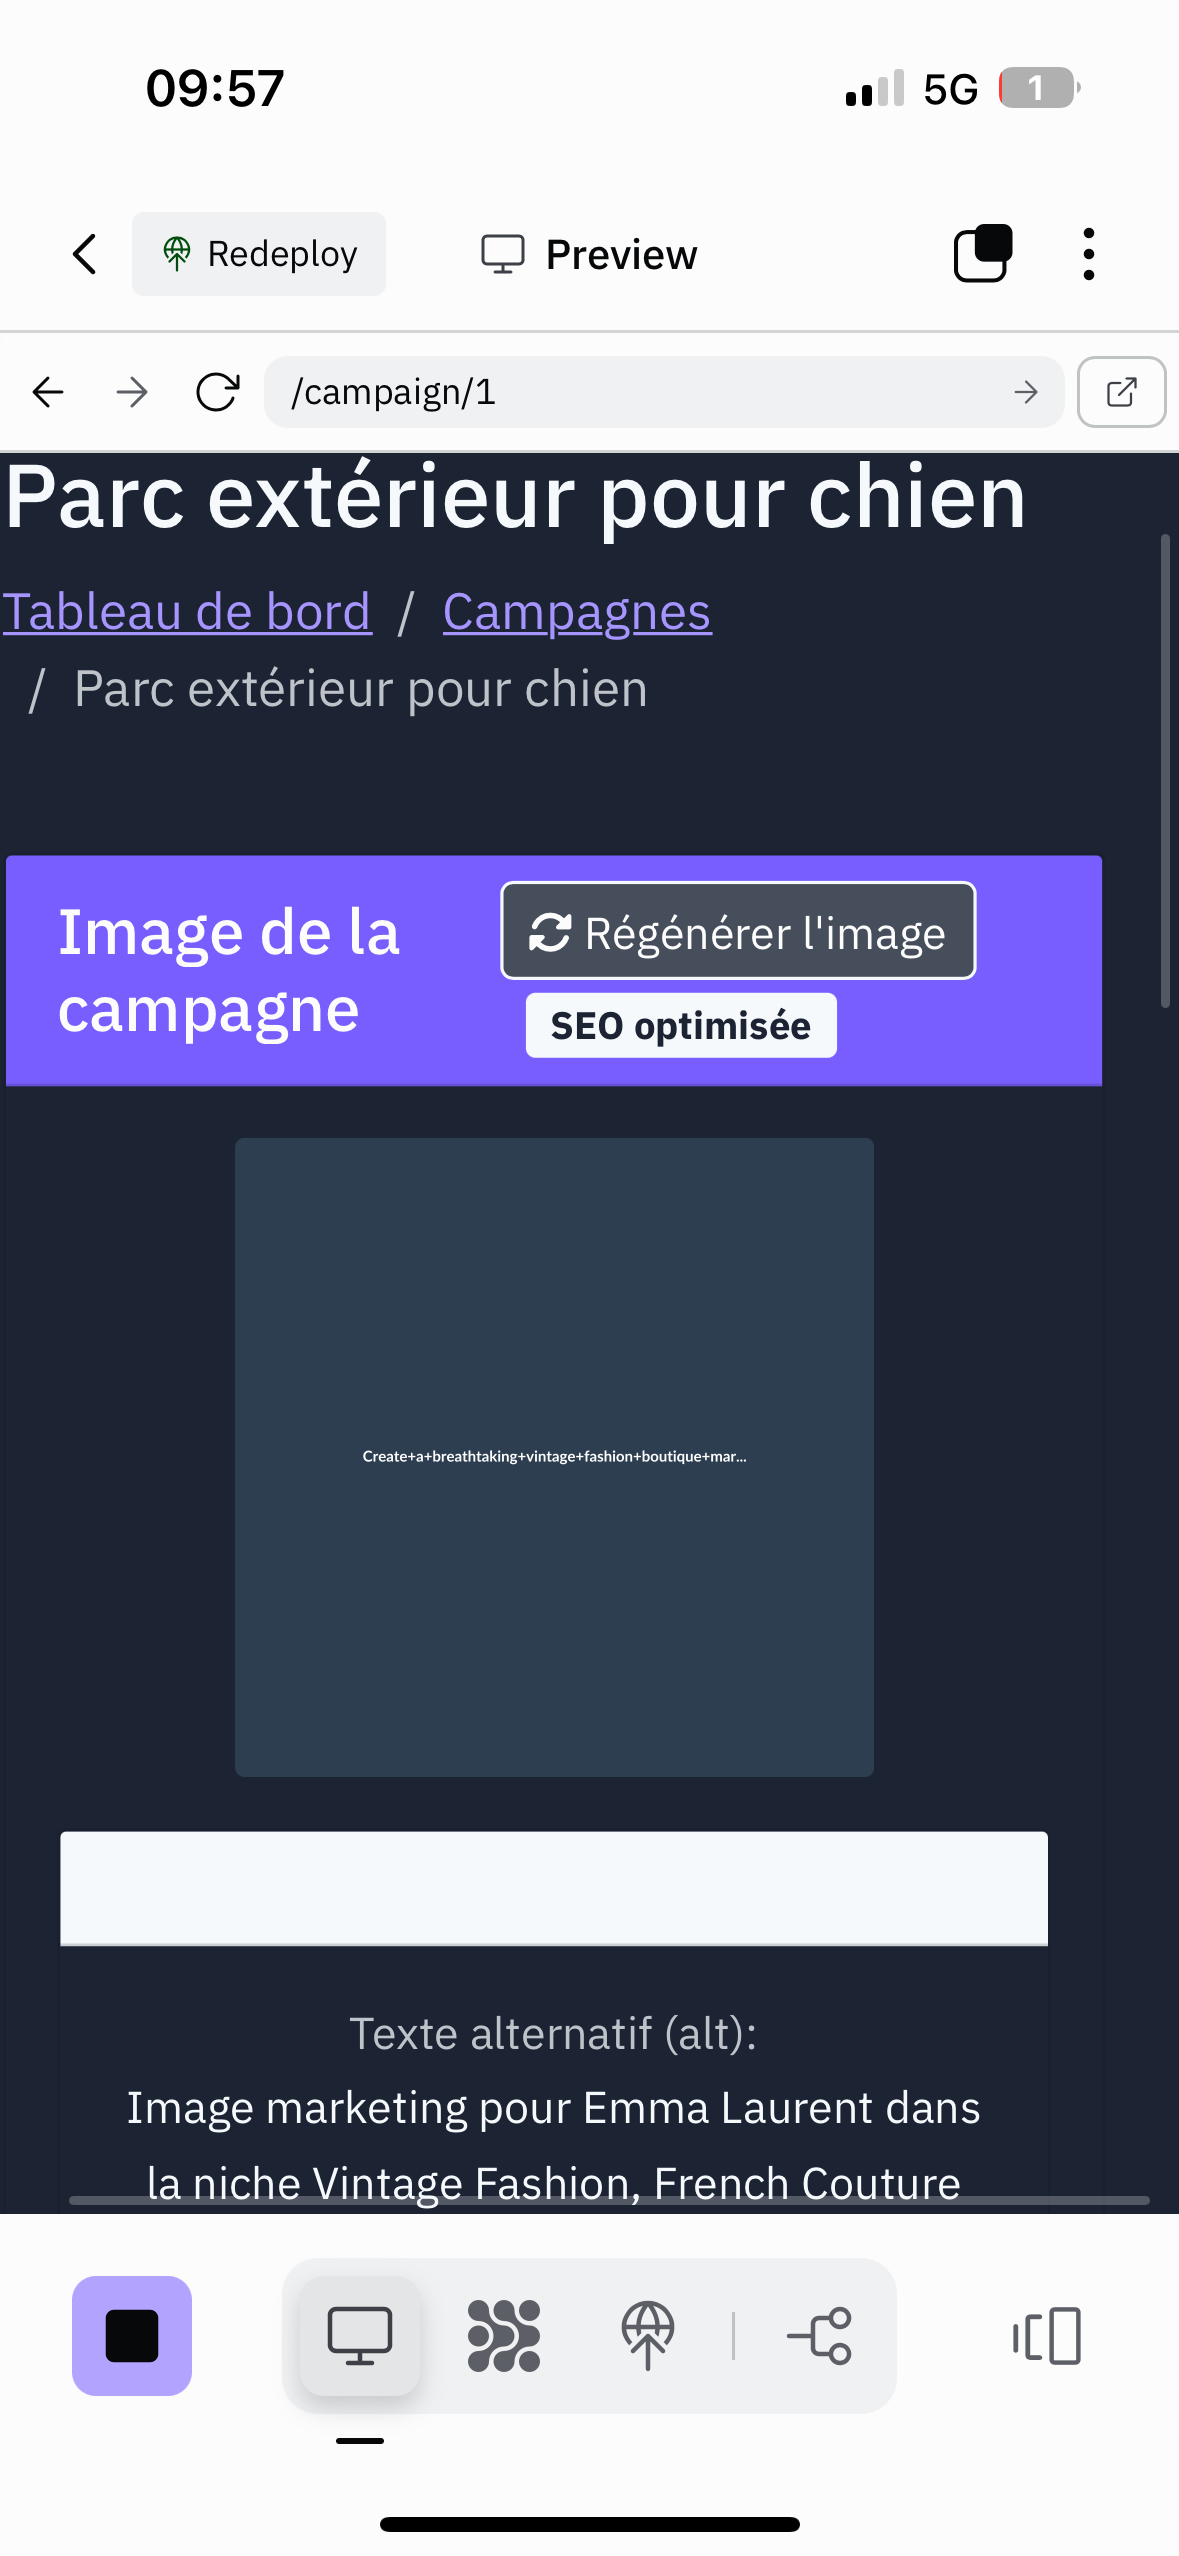 09:57
5G
1
Redeploy
Preview
/campaign/1
Parc extérieur pour chien
Tableau de bord / Campagnes
/ Parc extérieur pour chien
Image de la
campagne
Régénérer l'image
SEO optimisée
Create+a+breathtaking+vintage+fashion+boutique+mar...
Texte alternatif (alt):
Image marketing pour Emma Laurent dans
la niche Vintage Fashion, French Couture